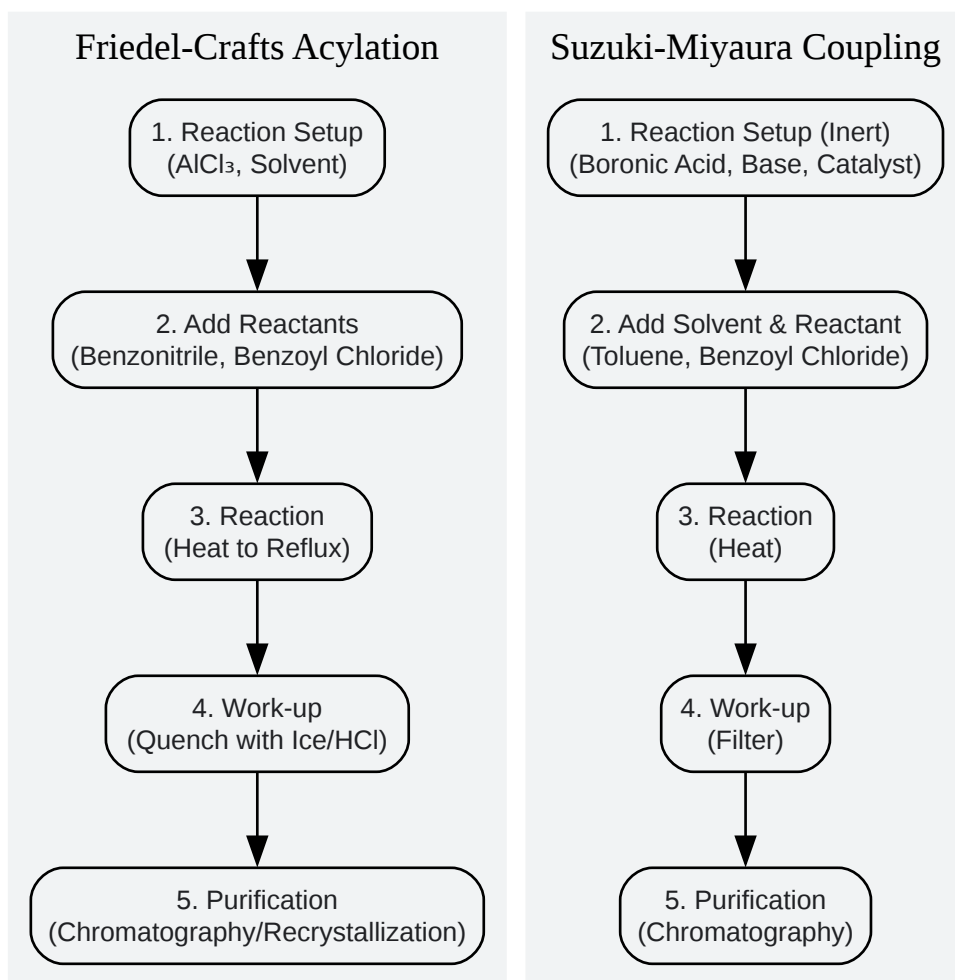 Friedel-Crafts Acylation
1. Reaction Setup
(AlCl₃, Solvent)
2. Add Reactants
(Benzonitrile, Benzoyl Chloride)
3. Reaction
(Heat to Reflux)
4. Work-up
(Quench with Ice/HCl)
5. Purification
(Chromatography/Recrystallization)
Suzuki-Miyaura Coupling
1. Reaction Setup (Inert)
(Boronic Acid, Base, Catalyst)
2. Add Solvent & Reactant
(Toluene, Benzoyl Chloride)
3. Reaction
(Heat)
4. Work-up
(Filter)
5. Purification
(Chromatography)